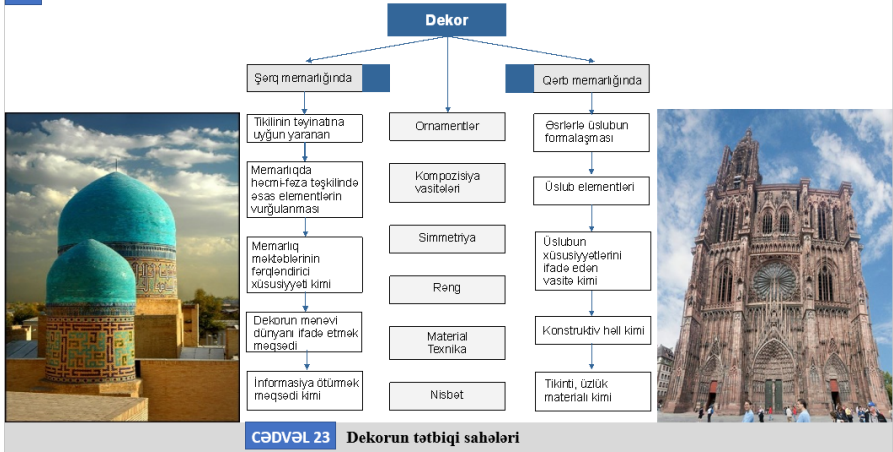 Dekor
Şərq memarlığında
Qərb memarlığında
Tikilinin təyinatına
uyğun yaranan
Memarlıqda
həcmi-fəza təşkilində
əsas elementlərin
vurğulanması
Memarlıq
məktəblərinin
fərqləndirici
xüsusiyyəti kimi
Dekorun mənəvi
dünyanı ifadə etmək
məqsədi
İnformasiya ötürmək
məqsədi kimi
Ornamentlər
Kompozisiya
vasitələri
Simmetriya
Rəng
Material
Texnika
Nisbət
Əsrlərlə üslubun
formalaşması
Üslub elementləri
Üslubun
xüsusiyyətlərini
ifadə edən
vasitə kimi
Konstruktiv həll kimi
Tikinti, üzlük
materialı kimi
CƏDVƏL 23 Dekorun tətbiqi sahələri